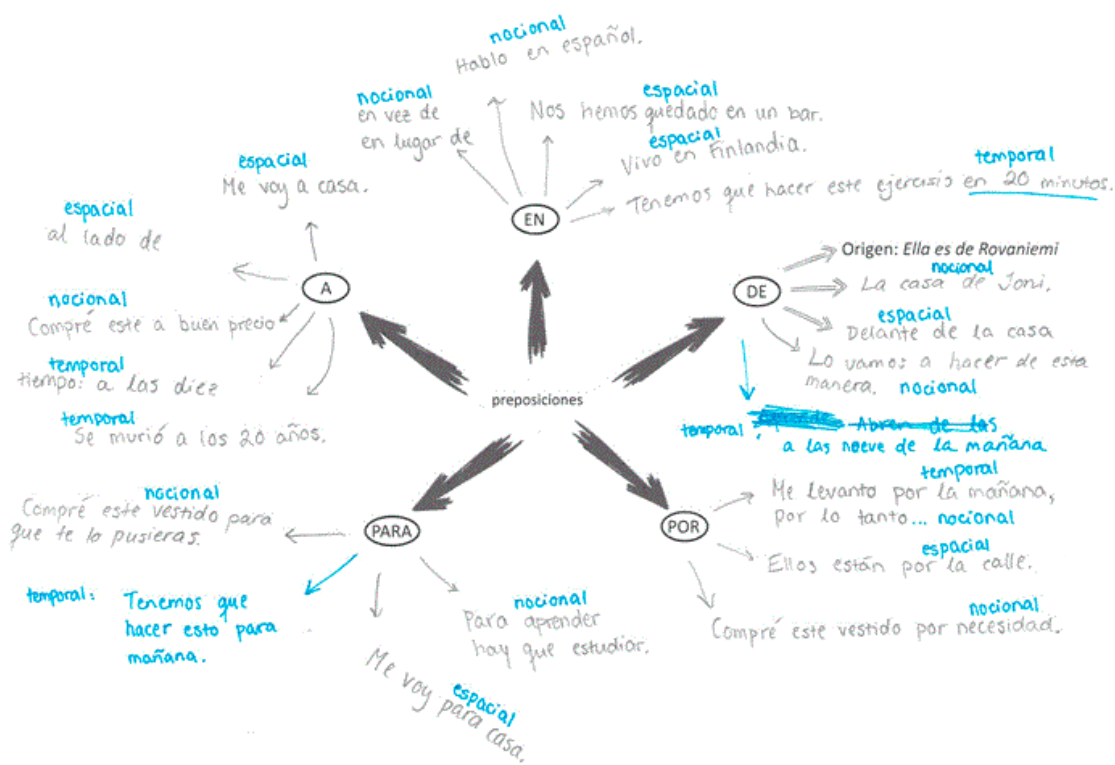 nocional
Hablo en español.
nocional
en vez de
en lugar de
espacial
Nos hemos quedado en un bar.
espacial
Vivo en Finlandia.
temporal
Tenemos que hacer este ejercisio en 20 minutos.
EN
espacial
Me voy a casa.
espacial
al lado de
A
nocional
Compré este a buen precio
temporal
tiempo: a las diez
temporal
Se murió a los 20 años.
DE
Origen: Ella es de Rovaniemi
nocional
La casa de Joni.
espacial
Delante de la casa
Lo vamos a hacer de esta
manera. nocional
temporal: Abren de las
a las nueve de la mañana
preposiciones
PARA
nocional
Compré este vestido para
que te lo pusieras.
temporal: Tenemos que
hacer esto para
mañana.
nocional
Para aprender
hay que estudiar.
espacial
Me voy para casa.
POR
temporal
Me levanto por la mañana,
por lo tanto... nocional
espacial
Ellos están por la calle.
nocional
Compré este vestido por necesidad.